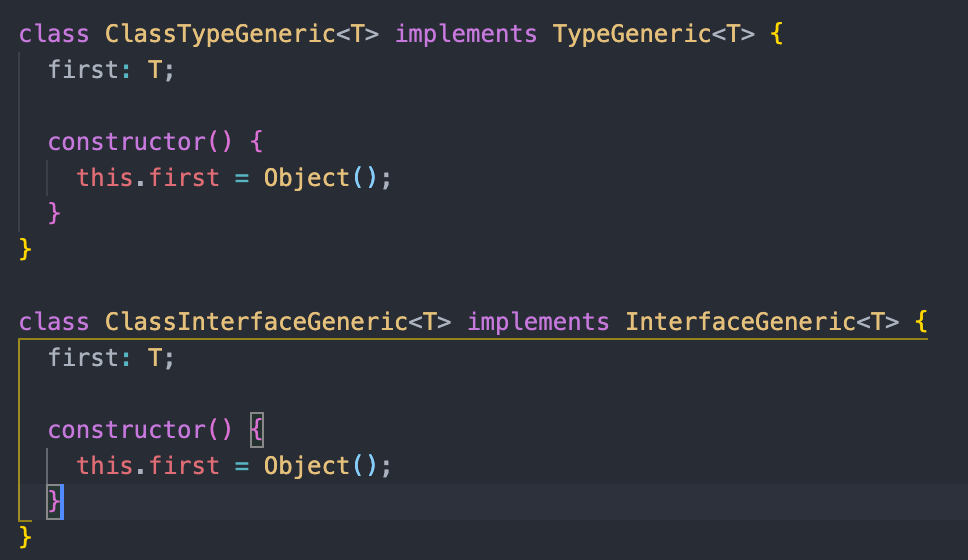 class ClassTypeGeneric<T> implements TypeGeneric<T> {
first: T;
constructor() {
this.first = Object();
}
}
class ClassInterfaceGeneric<T> implements InterfaceGeneric<T> {
first: T;
constructor() {
this.first = Object();
}
}